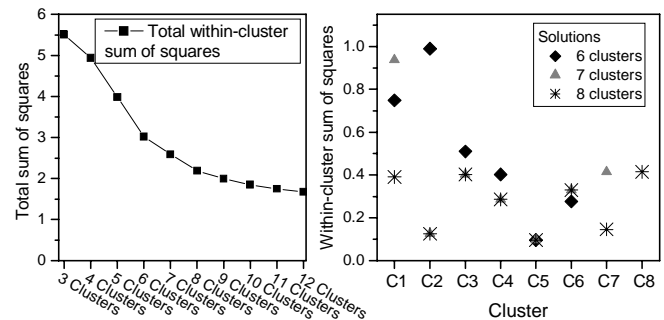 Total within-cluster
sum of squares
Total sum of squares
6
5
4
3
2
1
0
3 Clusters
4 Clusters
5 Clusters
6 Clusters
7 Clusters
8 Clusters
9 Clusters
10 Clusters
11 Clusters
12 Clusters
Solutions
6 clusters
7 clusters
8 clusters
Within-cluster sum of squares
1.0
0.8
0.6
0.4
0.2
0.0
C1 C2 C3 C4 C5 C6 C7 C8
Cluster